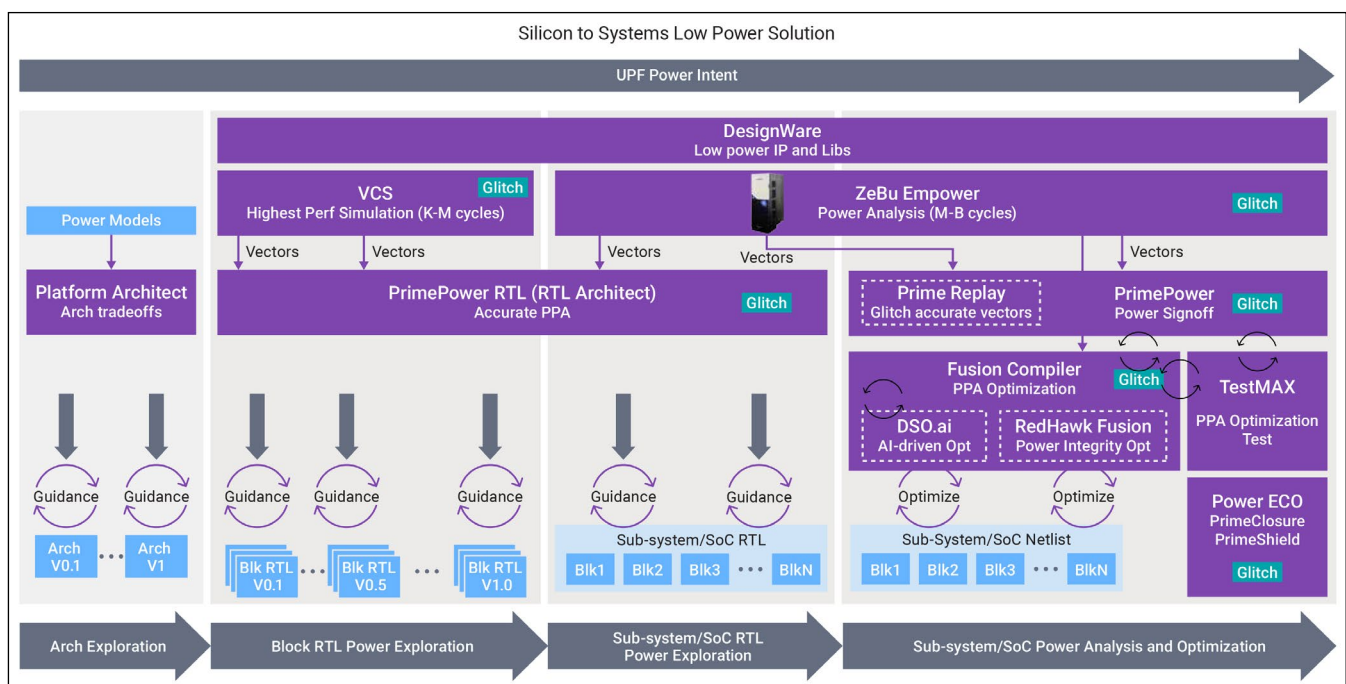 Silicon to Systems Low Power Solution
UPF Power Intent
DesignWare
Low power IP and Libs
VCS
Highest Perf Simulation (K-M cycles)
Glitch
ZeBu Empower
Power Analysis (M-B cycles)
Glitch
Power Models
Vectors
Vectors
Vectors
Vectors
Vectors
Platform Architect
Arch tradeoffs
PrimePower RTL (RTL Architect)
Accurate PPA
Glitch
Prime Replay
Glitch accurate vectors
PrimePower
Power Signoff
Glitch
Fusion Compiler
PPA Optimization
Glitch
DSO.ai
AI-driven Opt
RedHawk Fusion
Power Integrity Opt
TestMAX
PPA Optimization
Test
Guidance
Guidance
Guidance
Guidance
Guidance
Guidance
Guidance
Optimize
Optimize
Power ECO
PrimeClosure
PrimeShield
Glitch
Arch
V0.1
Arch
V1
Blk RTL
V0.1
Blk RTL
V0.5
Blk RTL
V1.0
Sub-system/SoC RTL
Blk1
Blk2
Blk3
BlkN
Sub-System/SoC Netlist
Blk1
Blk2
Blk3
BlkN
Arch Exploration
Block RTL Power Exploration
Sub-system/SoC RTL
Power Exploration
Sub-system/SoC Power Analysis and Optimization